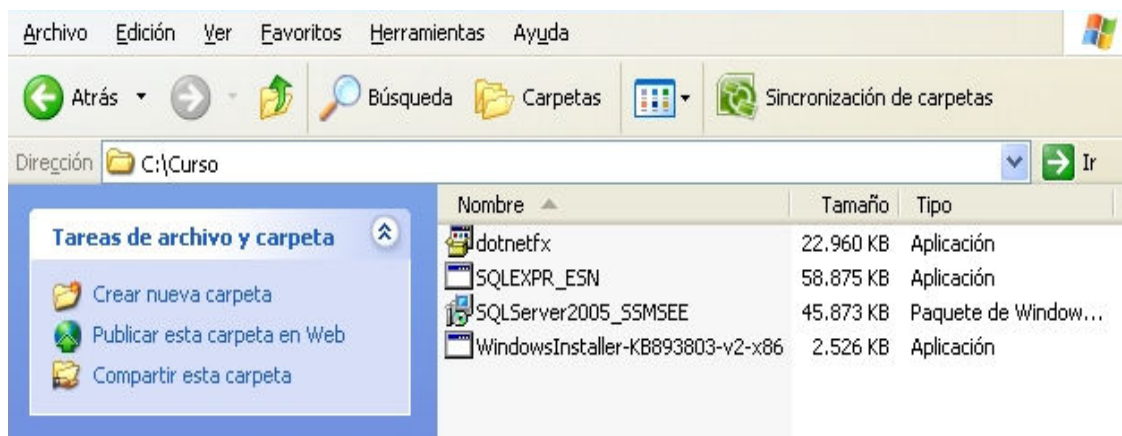 Archivo Edición Ver Favoritos Herramientas Ayuda
Atrás Búsqueda Carpetas Sincronización de carpetas
Dirección C:\Curso Ir
Tareas de archivo y carpeta
Crear nueva carpeta
Publicar esta carpeta en Web
Compartir esta carpeta
Nombre Tamaño Tipo
dotnetfx 22.960 KB Aplicación
SQLEXPR_ESN 58.875 KB Aplicación
SQLServer2005_SSMSEE 45.873 KB Paquete de Window...
WindowsInstaller-KB893803-v2-x86 2.526 KB Aplicación